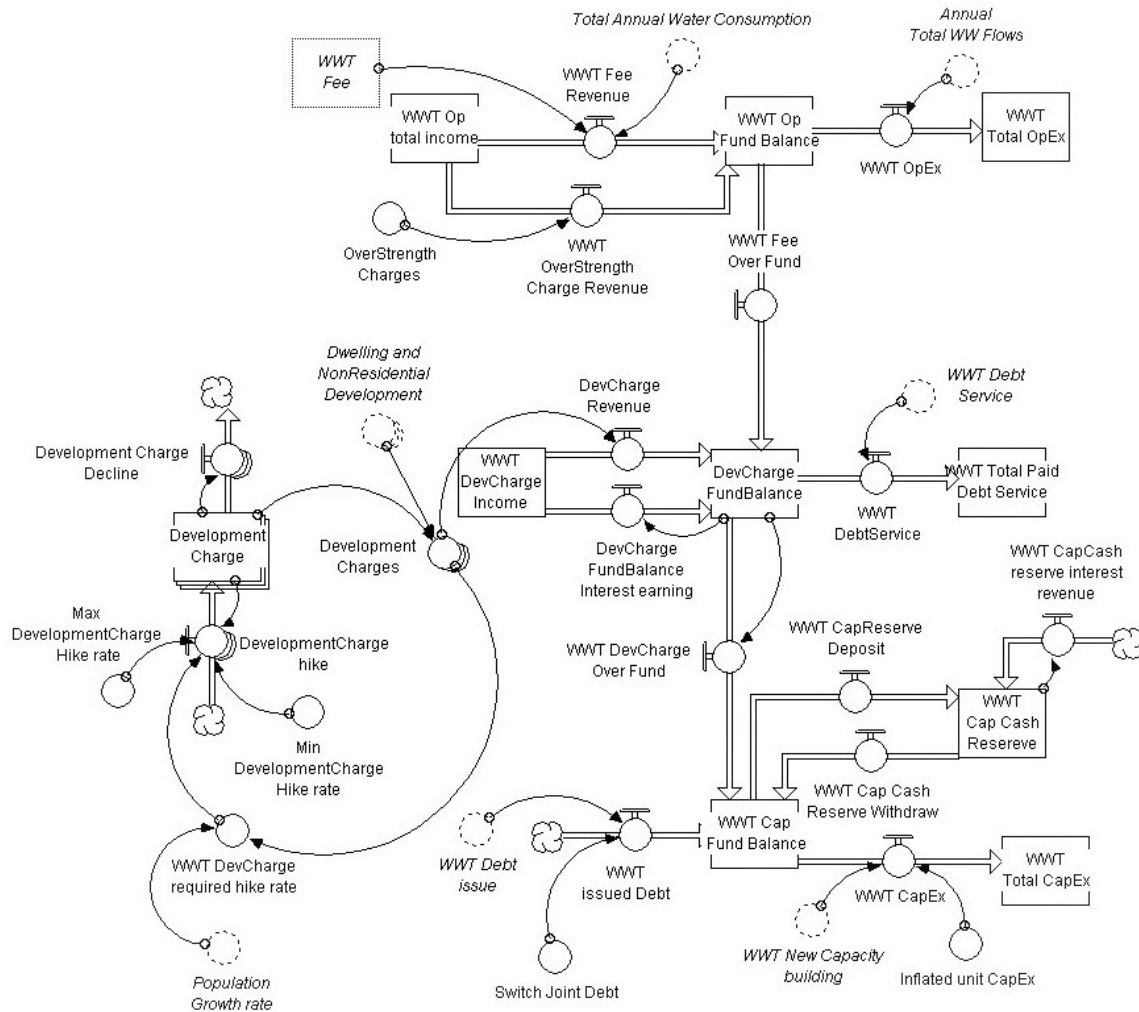 Total Annual Water Consumption
Annual
Total WW Flows
WWT
Fee
WWT Fee
Revenue
WWT Op
total income
WWT Op
Fund Balance
WWT
Total OpEx
WWT OpEx
OverStrength
Charges
WWT
OverStrength
Charge Revenue
WWT Fee
Over Fund
Dwelling and
NonResidential
Development
DevCharge
Revenue
WWT Debt
Service
Development Charge
Decline
WWT
DevCharge
Income
DevCharge
FundBalance
WWT Total Paid
Debt Service
WWT
DebtService
Development
Charge
Development
Charges
DevCharge
FundBalance
Interest earning
WWT CapCash
reserve interest
revenue
Max
DevelopmentCharge
Hike rate
DevelopmentCharge
hike
WWT DevCharge
Over Fund
WWT CapReserve
Deposit
WWT
Cap Cash
Resereve
Min
DevelopmentCharge
Hike rate
WWT Cap Cash
Reserve Withdraw
WWT DevCharge
required hike rate
WWT Debt
issue
WWT
issued Debt
WWT Cap
Fund Balance
WWT CapEx
WWT
Total CapEx
Population
Growth rate
Switch Joint Debt
WWT New Capacity
building
Inflated unit CapEx